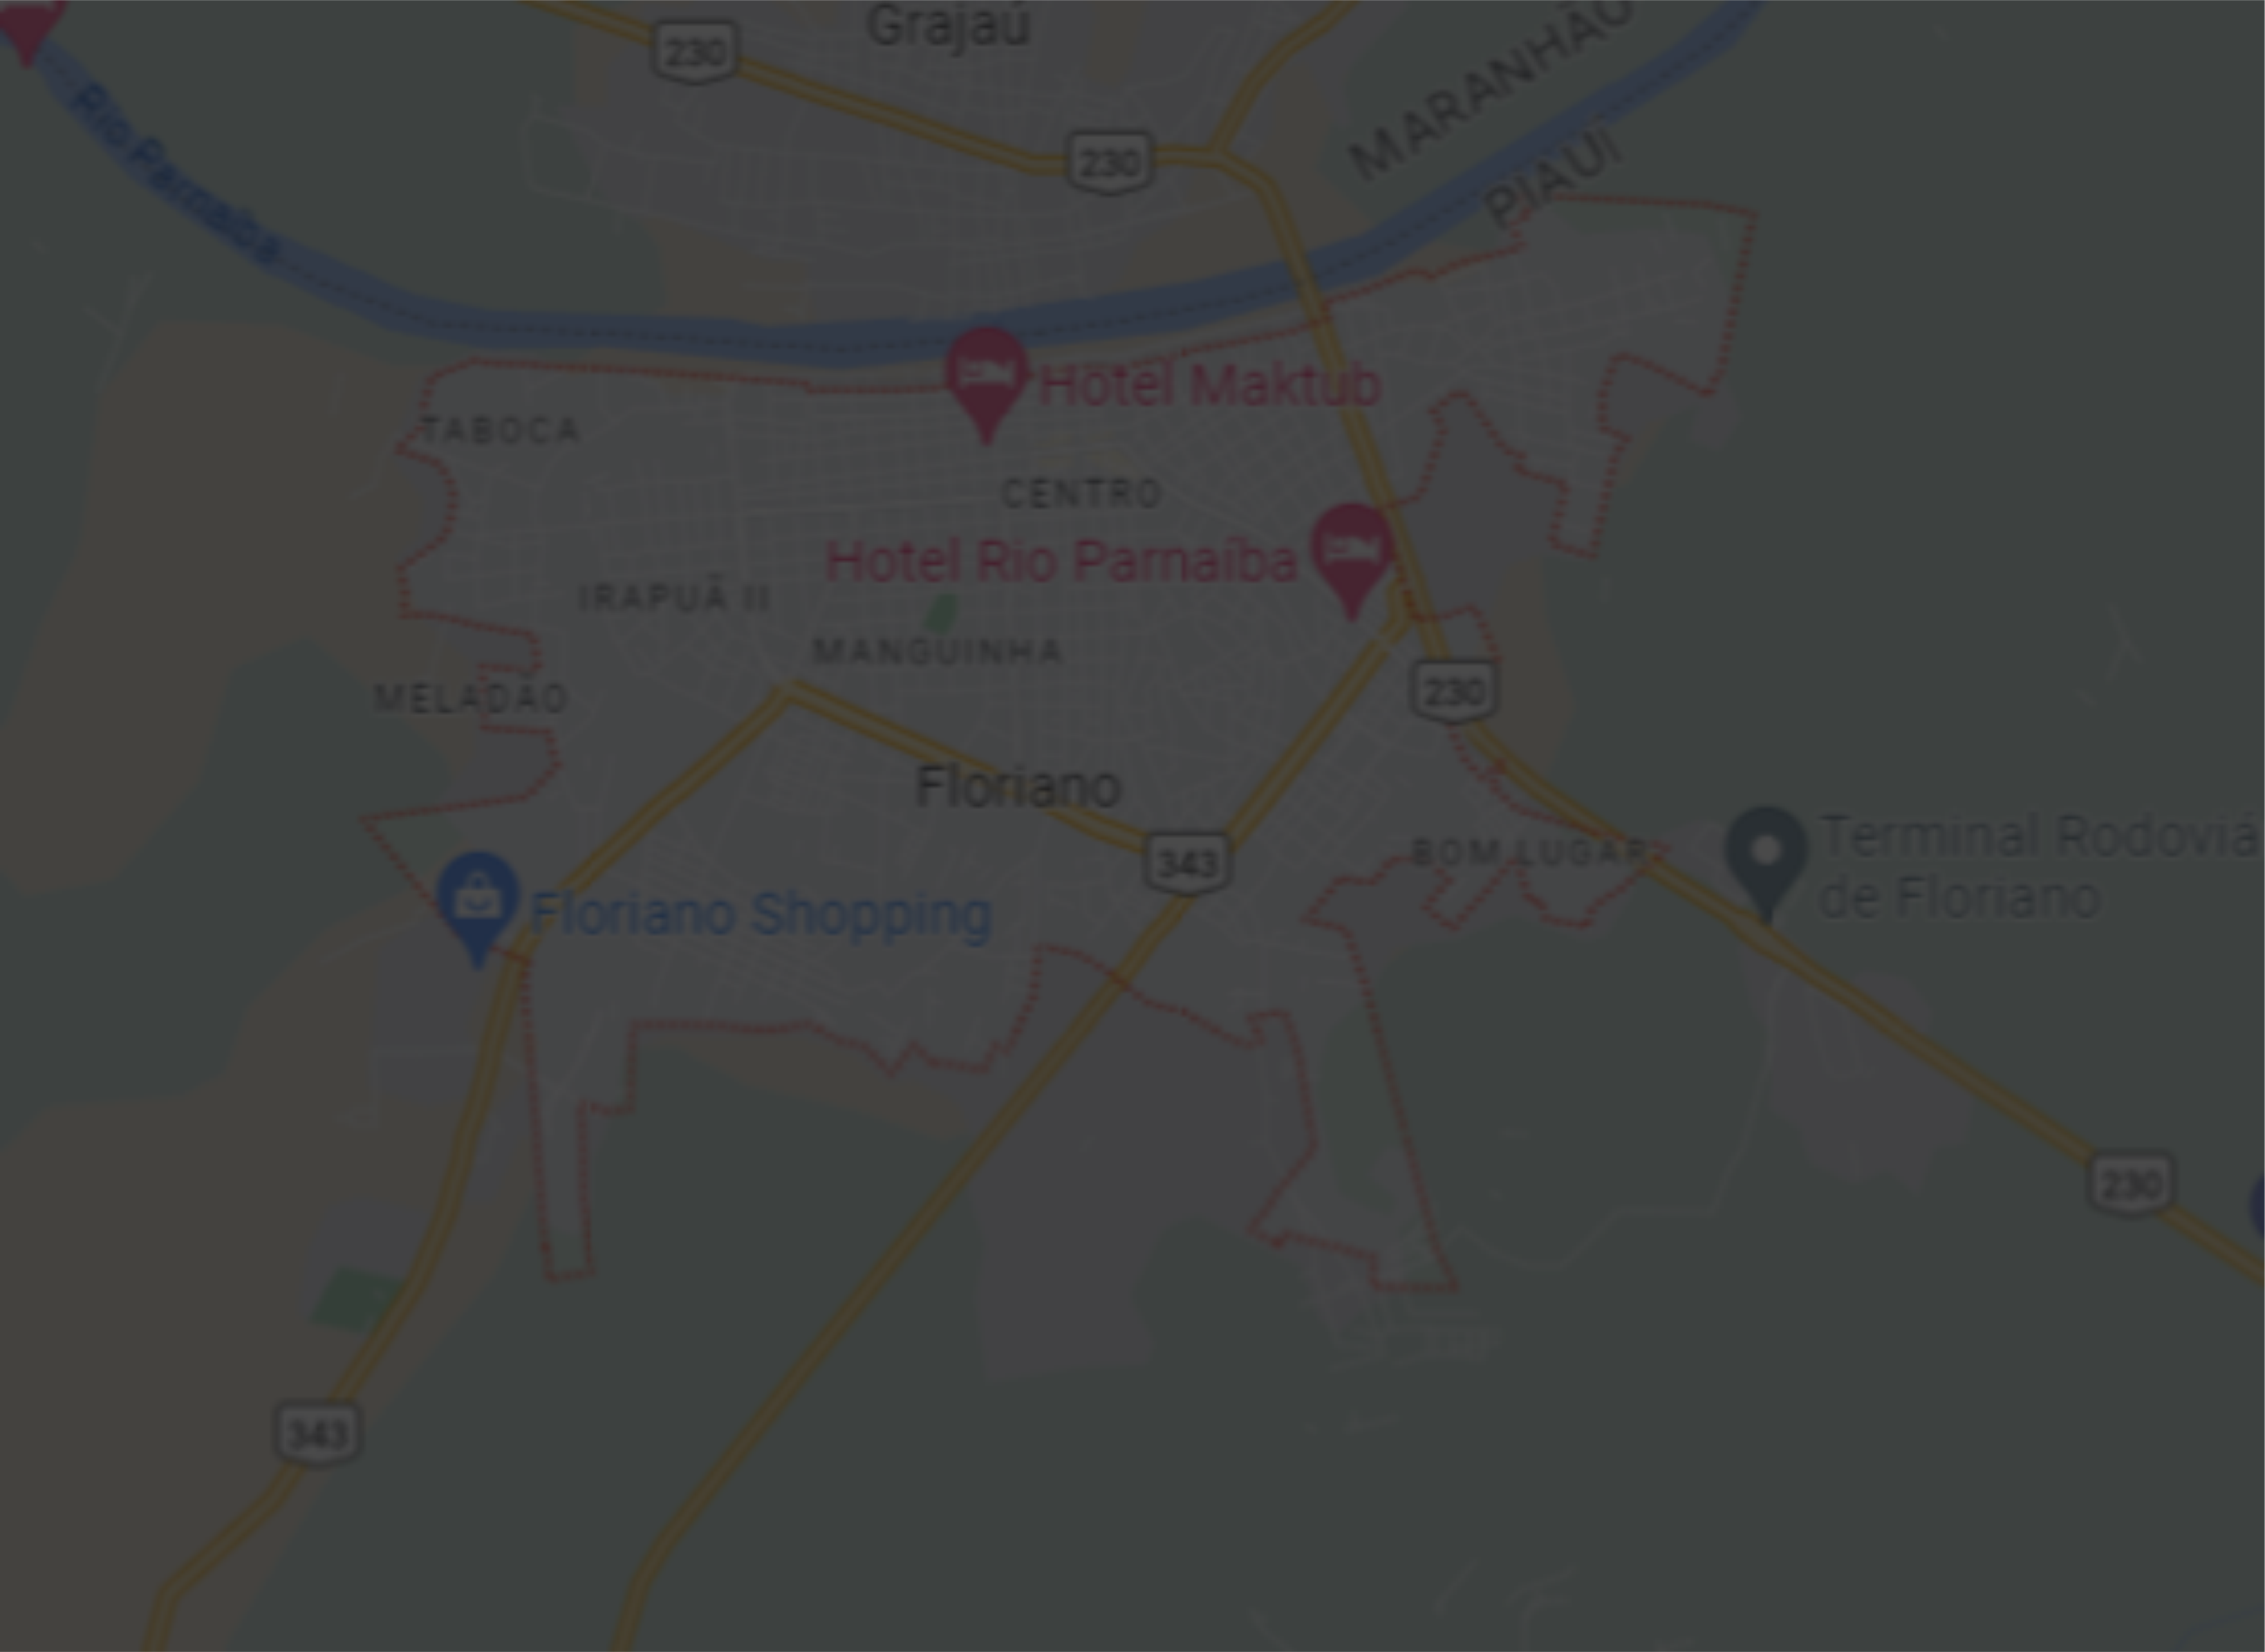 Grajaú
230
MARANHÃO
230
PIAUÍ
Rio Parnaíba
Hotel Maktub
TABOCA
CENTRO
Hotel Rio Parnaíba
IRAPUÃ II
MANGUINHA
230
MELADÃO
Floriano
343
BOM LUGAR
Terminal Rodoviá
de Floriano
Floriano Shopping
230
343